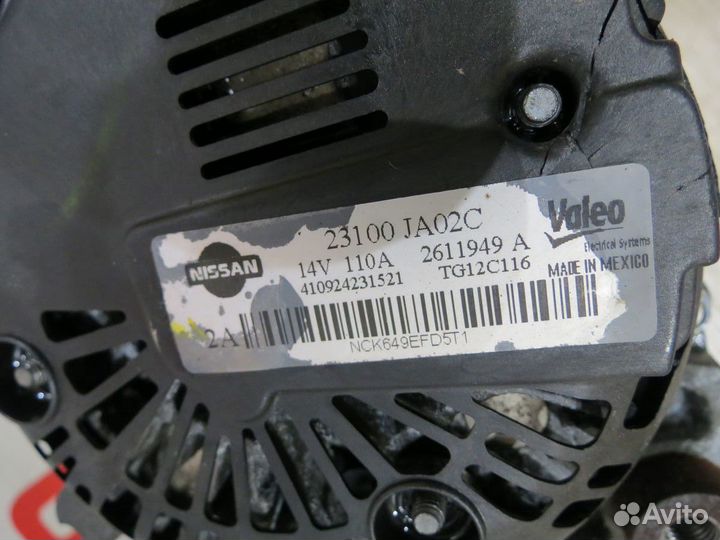 NISSAN
23100 JA02C
14V 110A 2611949 A
410924231521 TG12C116
Valeo
Electrical Systems
MADE IN MEXICO
2A
NCK649EFD5T1
Avito